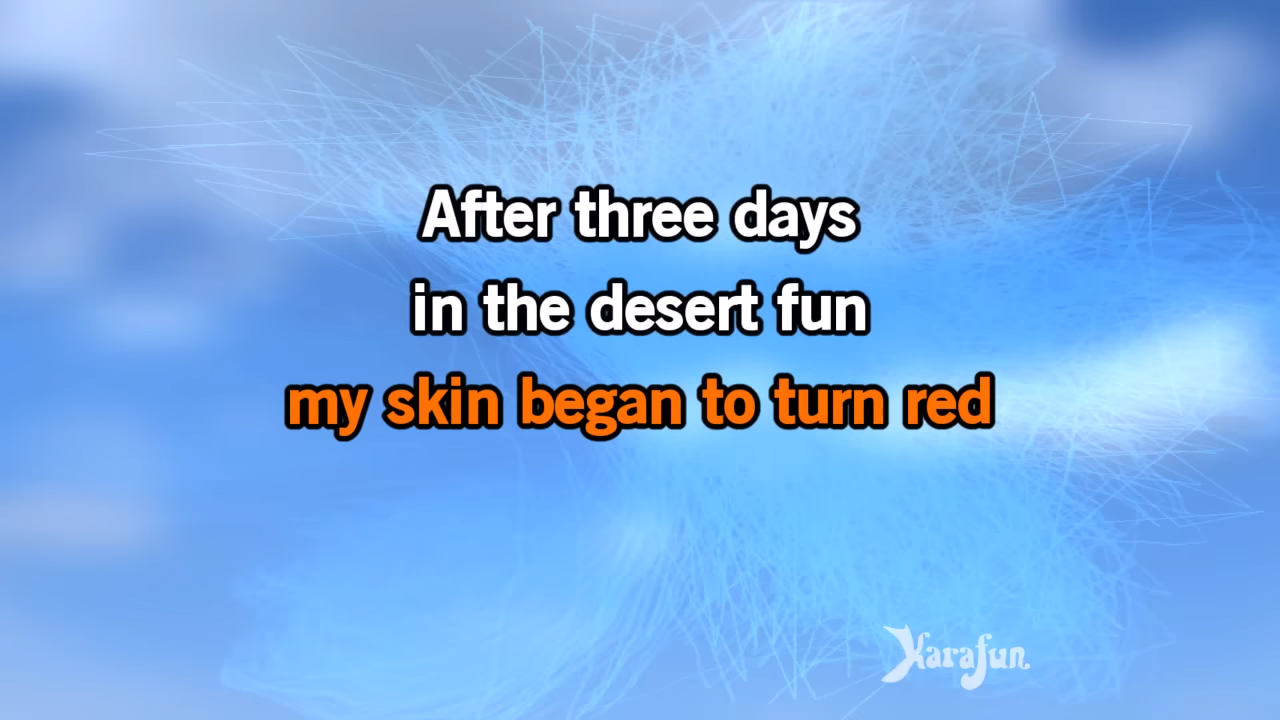 After three days
in the desert fun
my skin began to turn red
Karafun